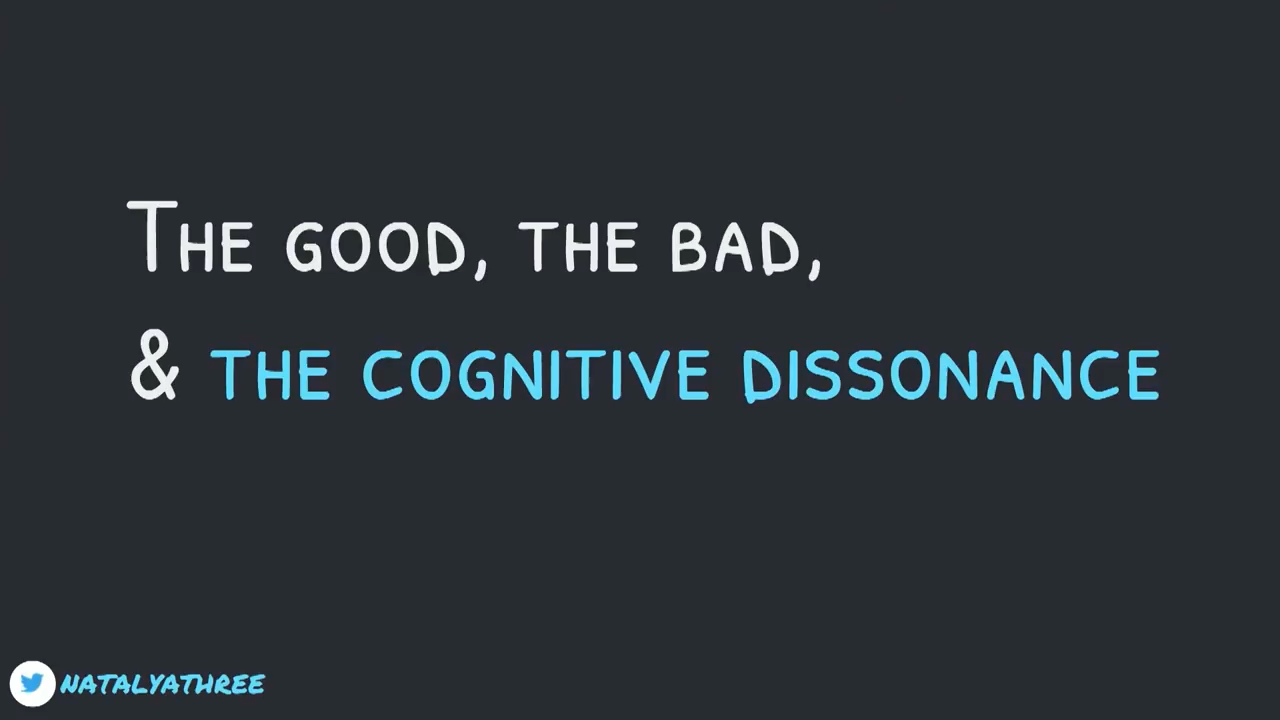 The good, the bad,
& the cognitive dissonance
natalyathree